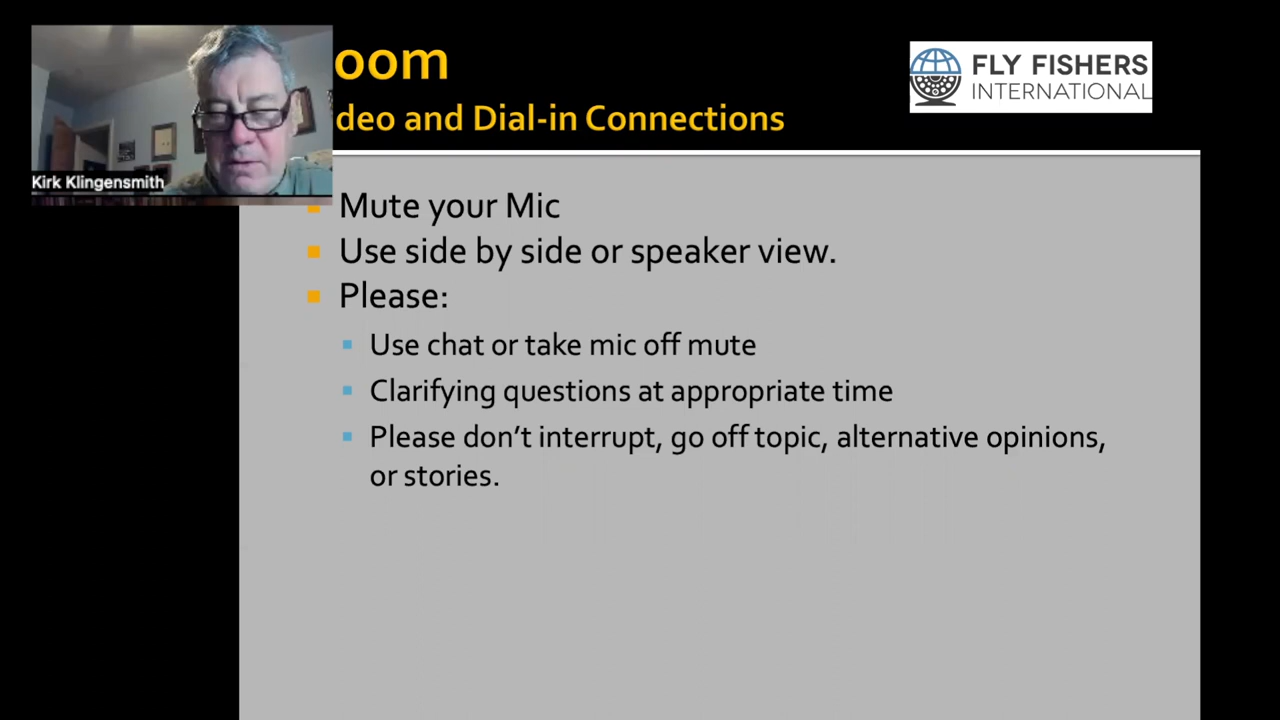 oom
deo and Dial-in Connections
FLY FISHERS
INTERNATIONAL
Kirk Klingensmith
Mute your Mic
Use side by side or speaker view.
Please:
Use chat or take mic off mute
Clarifying questions at appropriate time
Please don’t interrupt, go off topic, alternative opinions,
or stories.